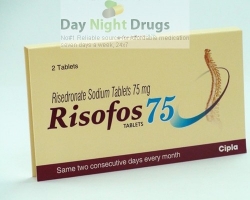 Day Night Drugs
2 Tablets
Risedronate Sodium Tablets 75 mg
Risofos 75
TABLETS
Same two consecutive days every month
Cipla